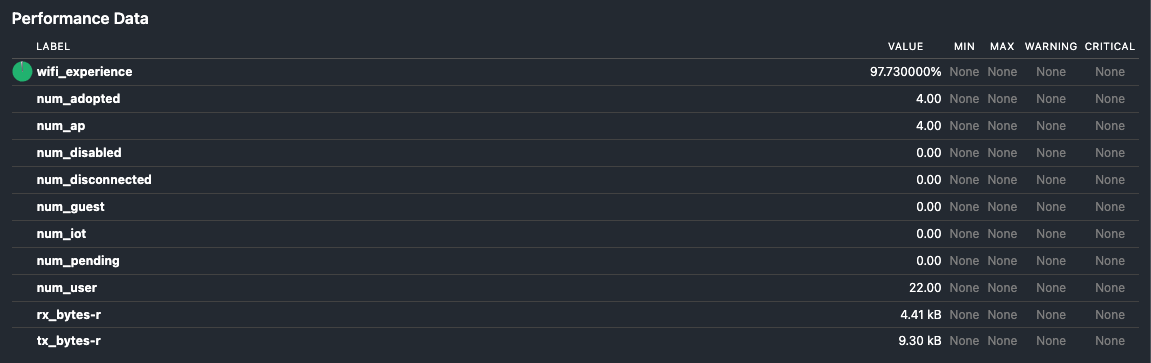 Performance Data
LABEL VALUE MIN MAX WARNING CRITICAL
wifi_experience 97.730000% None None None None
num_adopted 4.00 None None None None
num_ap 4.00 None None None None
num_disabled 0.00 None None None None
num_disconnected 0.00 None None None None
num_guest 0.00 None None None None
num_iot 0.00 None None None None
num_pending 0.00 None None None None
num_user 22.00 None None None None
rx_bytes-r 4.41 kB None None None None
tx_bytes-r 9.30 kB None None None None